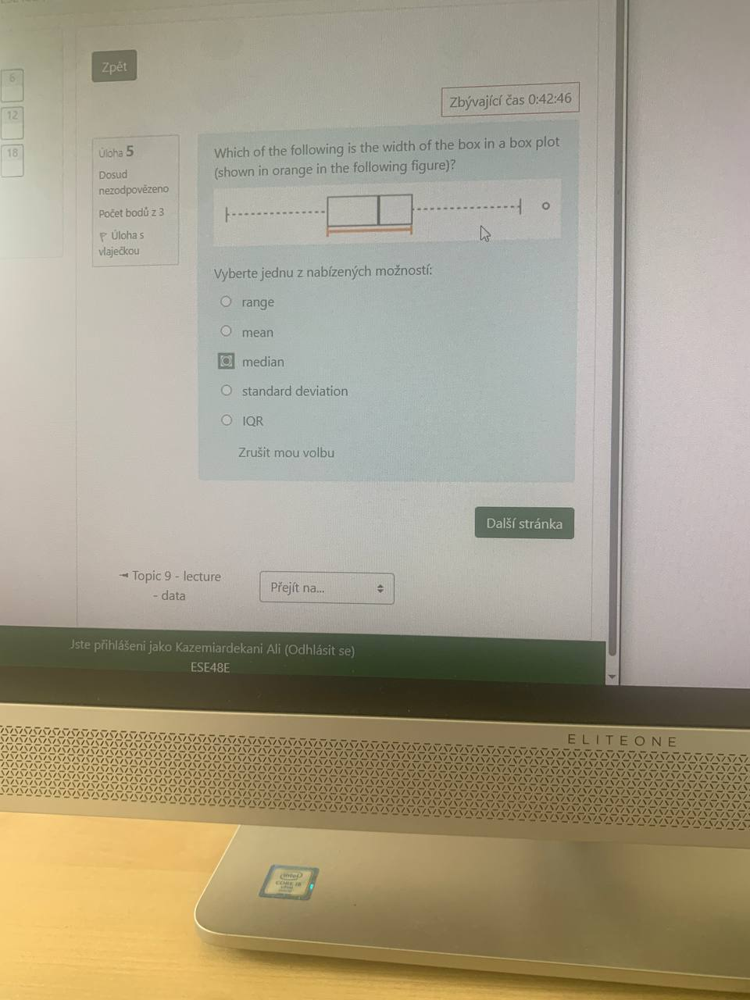 Zpět
6
12
18
Zbývající čas 0:42:46
Úloha 5
Dosud
nezodpovězeno
Počet bodů z 3
Úloha s
vlaječkou
Which of the following is the width of the box in a box plot
(shown in orange in the following figure)?
Vyberte jednu z nabízených možností:
range
mean
median
standard deviation
IQR
Zrušit mou volbu
Další stránka
◄ Topic 9 - lecture
- data
Přejít na...
Jste přihlášeni jako Kazemiardekani Ali (Odhlásit se)
ESE48E
ELITEONE
intel
CORE i5
vPro